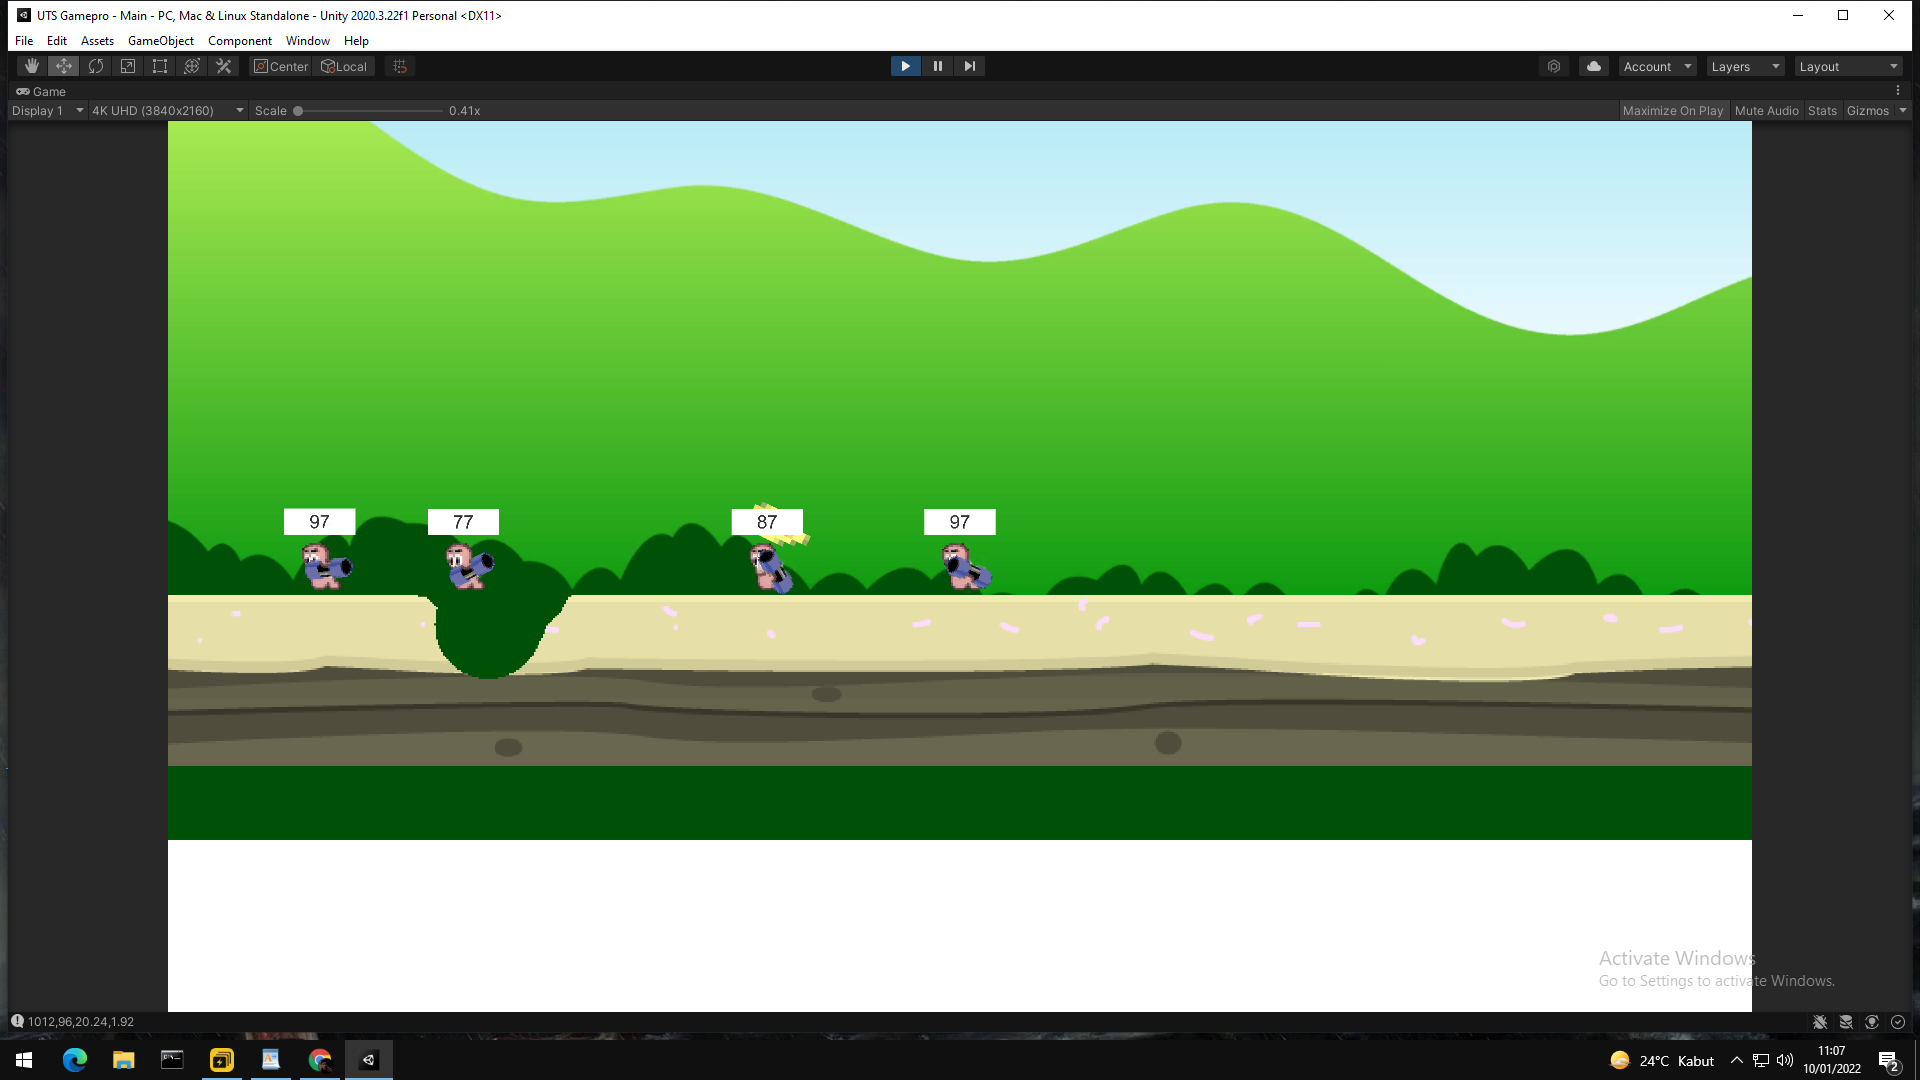 UTS Gamepro - Main - PC, Mac & Linux Standalone - Unity 2020.3.22f1 Personal <DX11>
File Edit Assets GameObject Component Window Help
Center Local Account Layers Layout
Game
Display 1 4K UHD (3840x2160) Scale 0.41x Maximize On Play Mute Audio Stats Gizmos
97 77 87 97
Activate Windows
Go to Settings to activate Windows.
1012,96,20.24,1.92
24°C Kabut
11:07
10/01/2022
2